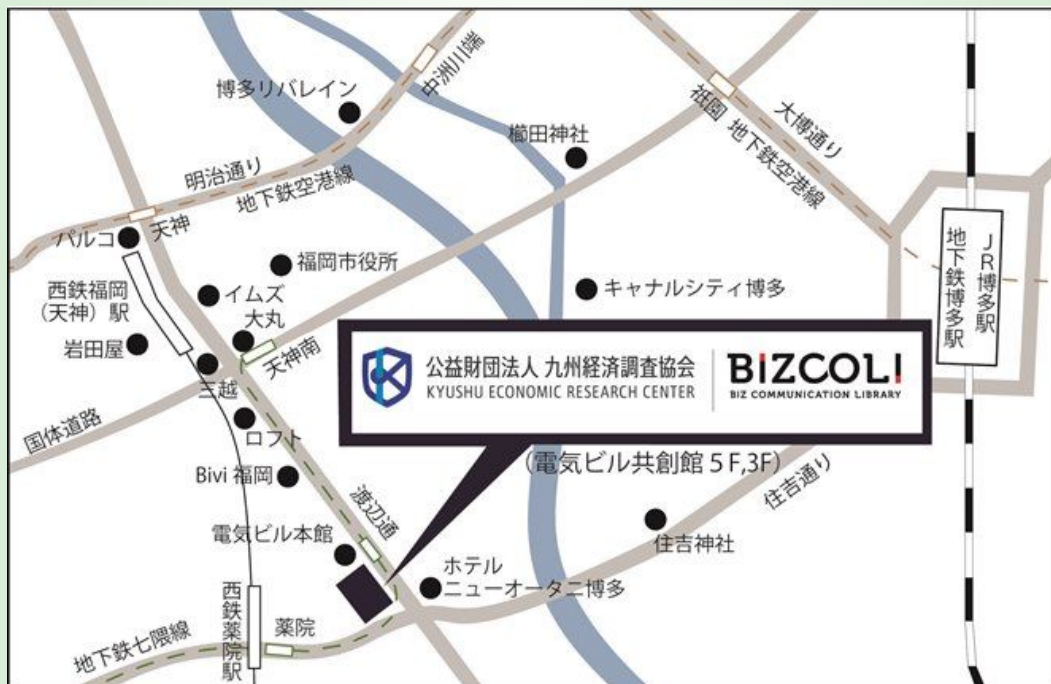 博多リバレイン
中洲川端
櫛田神社
祇園
地下鉄空港線
大博通り
明治通り
地下鉄空港線
天神
パルコ
西鉄福岡
(天神)駅
福岡市役所
イムズ
大丸
岩田屋
天神南
三越
キャナルシティ博多
地下鉄博多駅
JR博多駅
公益財団法人 九州経済調査協会
KYUSHU ECONOMIC RESEARCH CENTER
BIZCOLI
BIZ COMMUNICATION LIBRARY
(電気ビル共創館5F,3F)
国体道路
ロフト
Bivi 福岡
渡辺通
電気ビル本館
住吉通り
住吉神社
ホテル
ニューオータニ博多
西鉄薬院駅
薬院
地下鉄七隈線